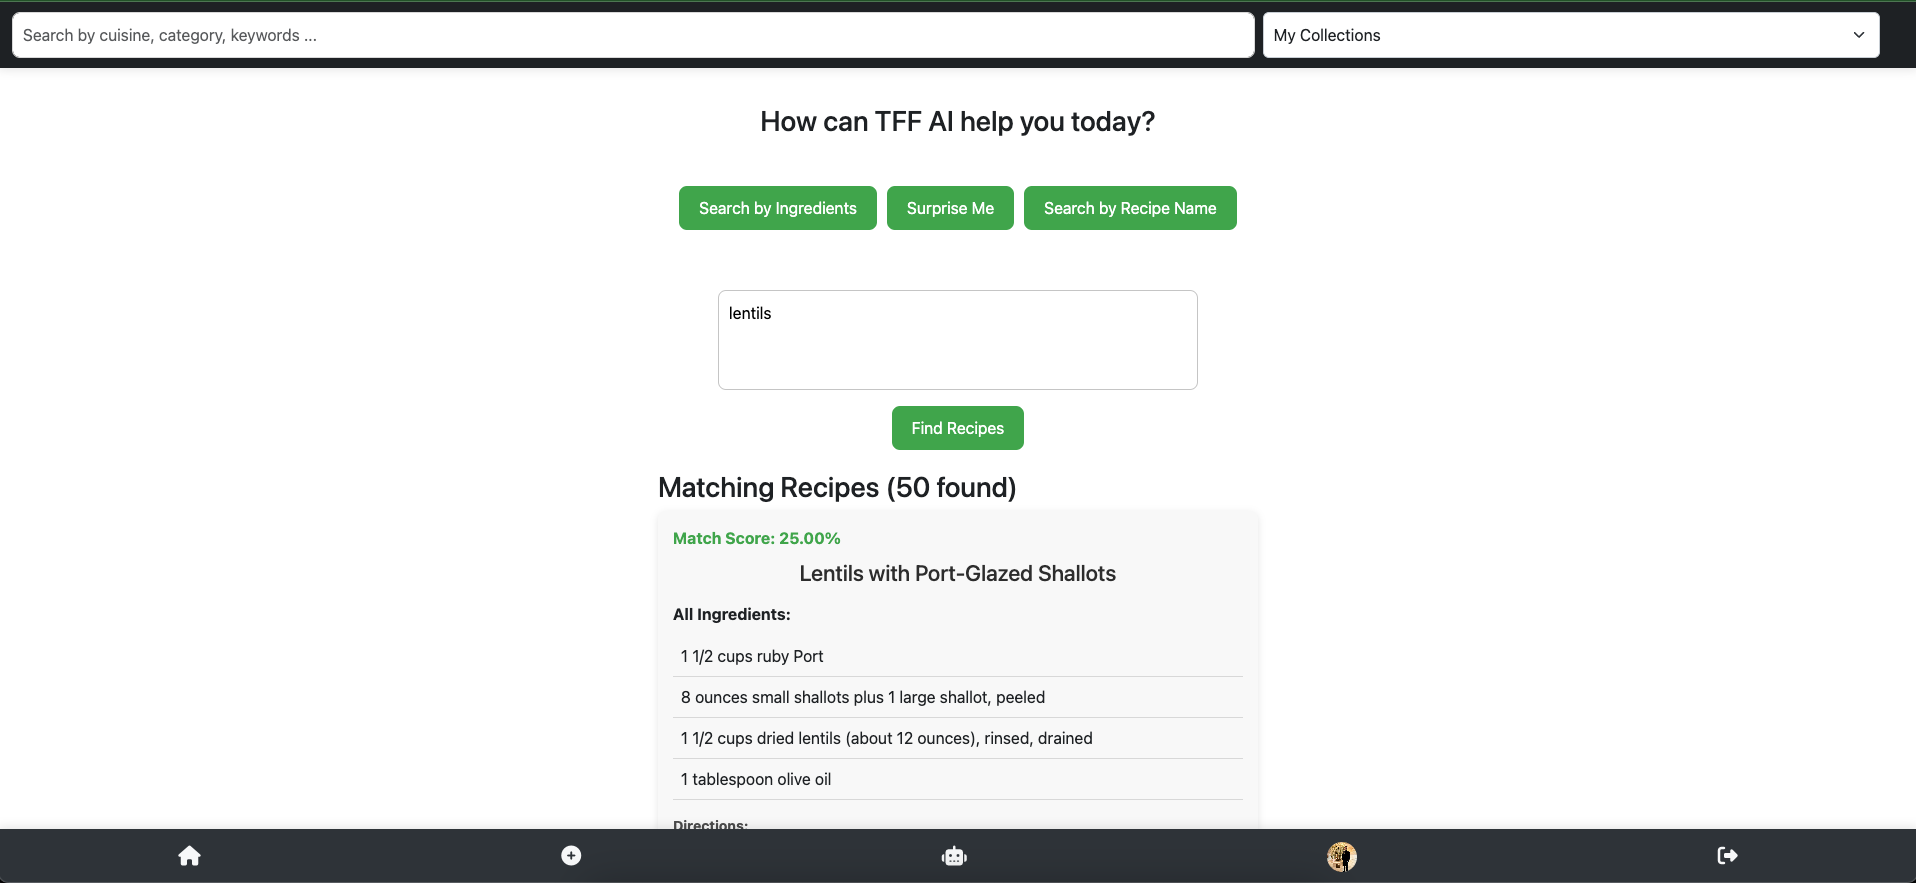 Search by cuisine, category, keywords ...
My Collections
How can TFF AI help you today?
Search by Ingredients
Surprise Me
Search by Recipe Name
lentils
Find Recipes
Matching Recipes (50 found)
Match Score: 25.00%
Lentils with Port-Glazed Shallots
All Ingredients:
1 1/2 cups ruby Port
8 ounces small shallots plus 1 large shallot, peeled
1 1/2 cups dried lentils (about 12 ounces), rinsed, drained
1 tablespoon olive oil
Directions: